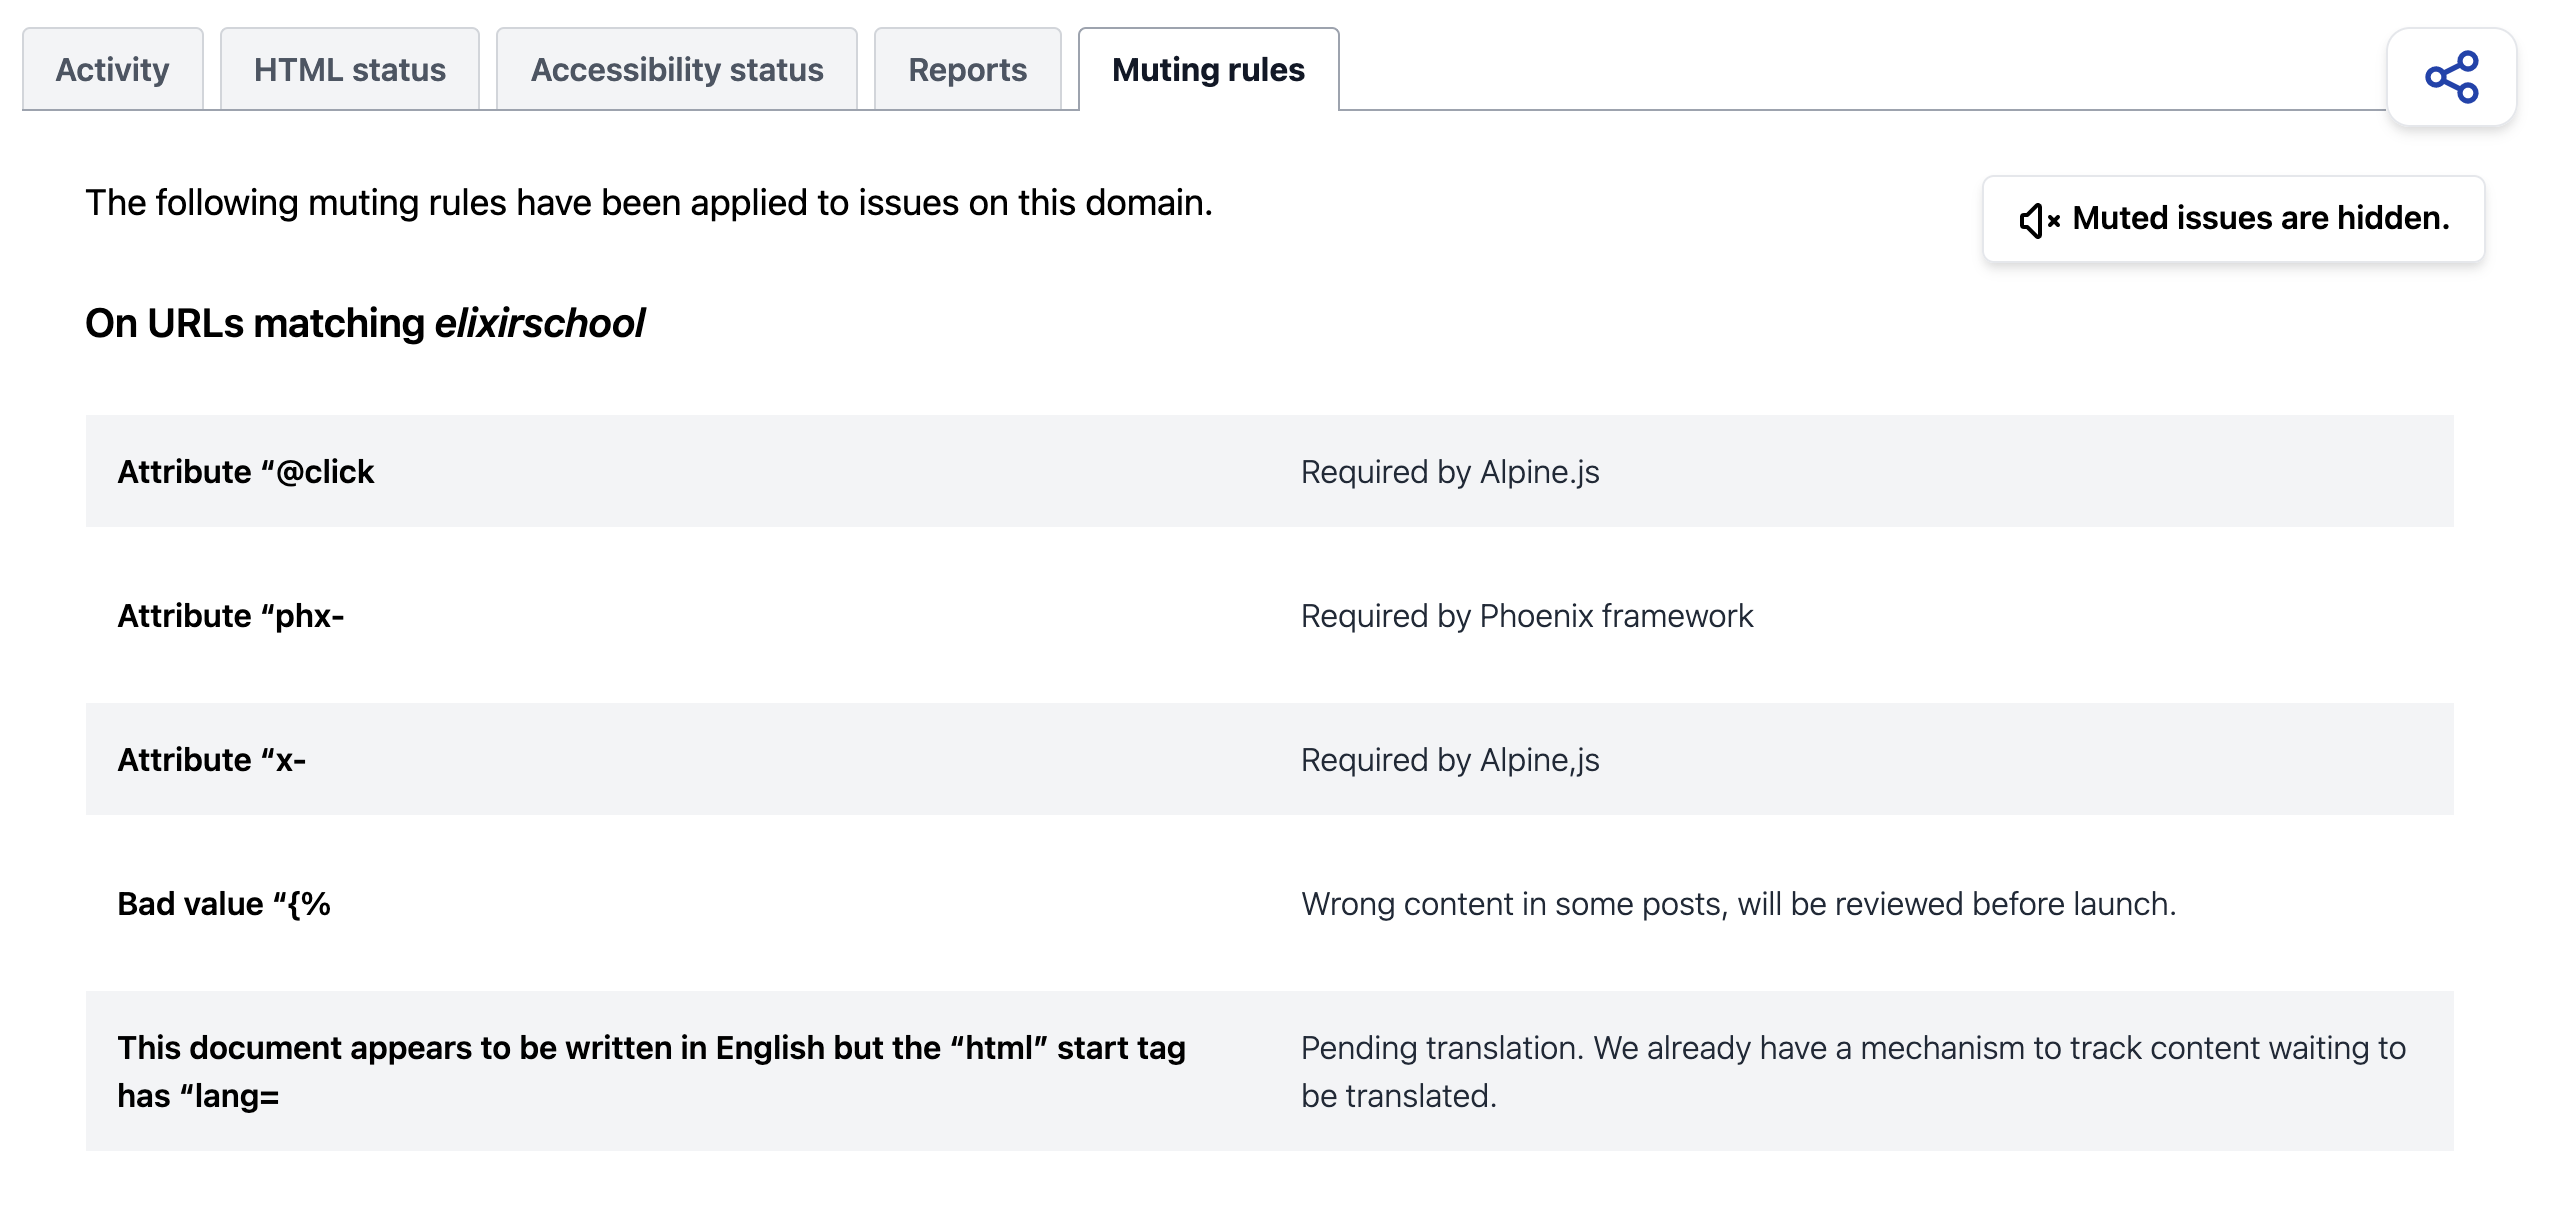 Activity
HTML status
Accessibility status
Reports
Muting rules
The following muting rules have been applied to issues on this domain.
Muted issues are hidden.
On URLs matching elixirschool
Attribute “@click
Required by Alpine.js
Attribute “phx-
Required by Phoenix framework
Attribute “x-
Required by Alpine,js
Bad value “{%
Wrong content in some posts, will be reviewed before launch.
This document appears to be written in English but the “html” start tag
has “lang=
Pending translation. We already have a mechanism to track content waiting to
be translated.